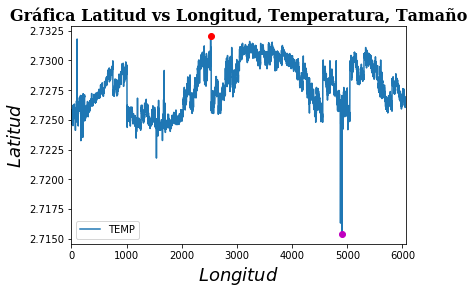 Gráfica Latitud vs Longitud, Temperatura, Tamaño
2.7325
2.7300
2.7275
2.7250
2.7225
2.7200
2.7175
2.7150
Latitud
TEMP
0 1000 2000 3000 4000 5000 6000
Longitud